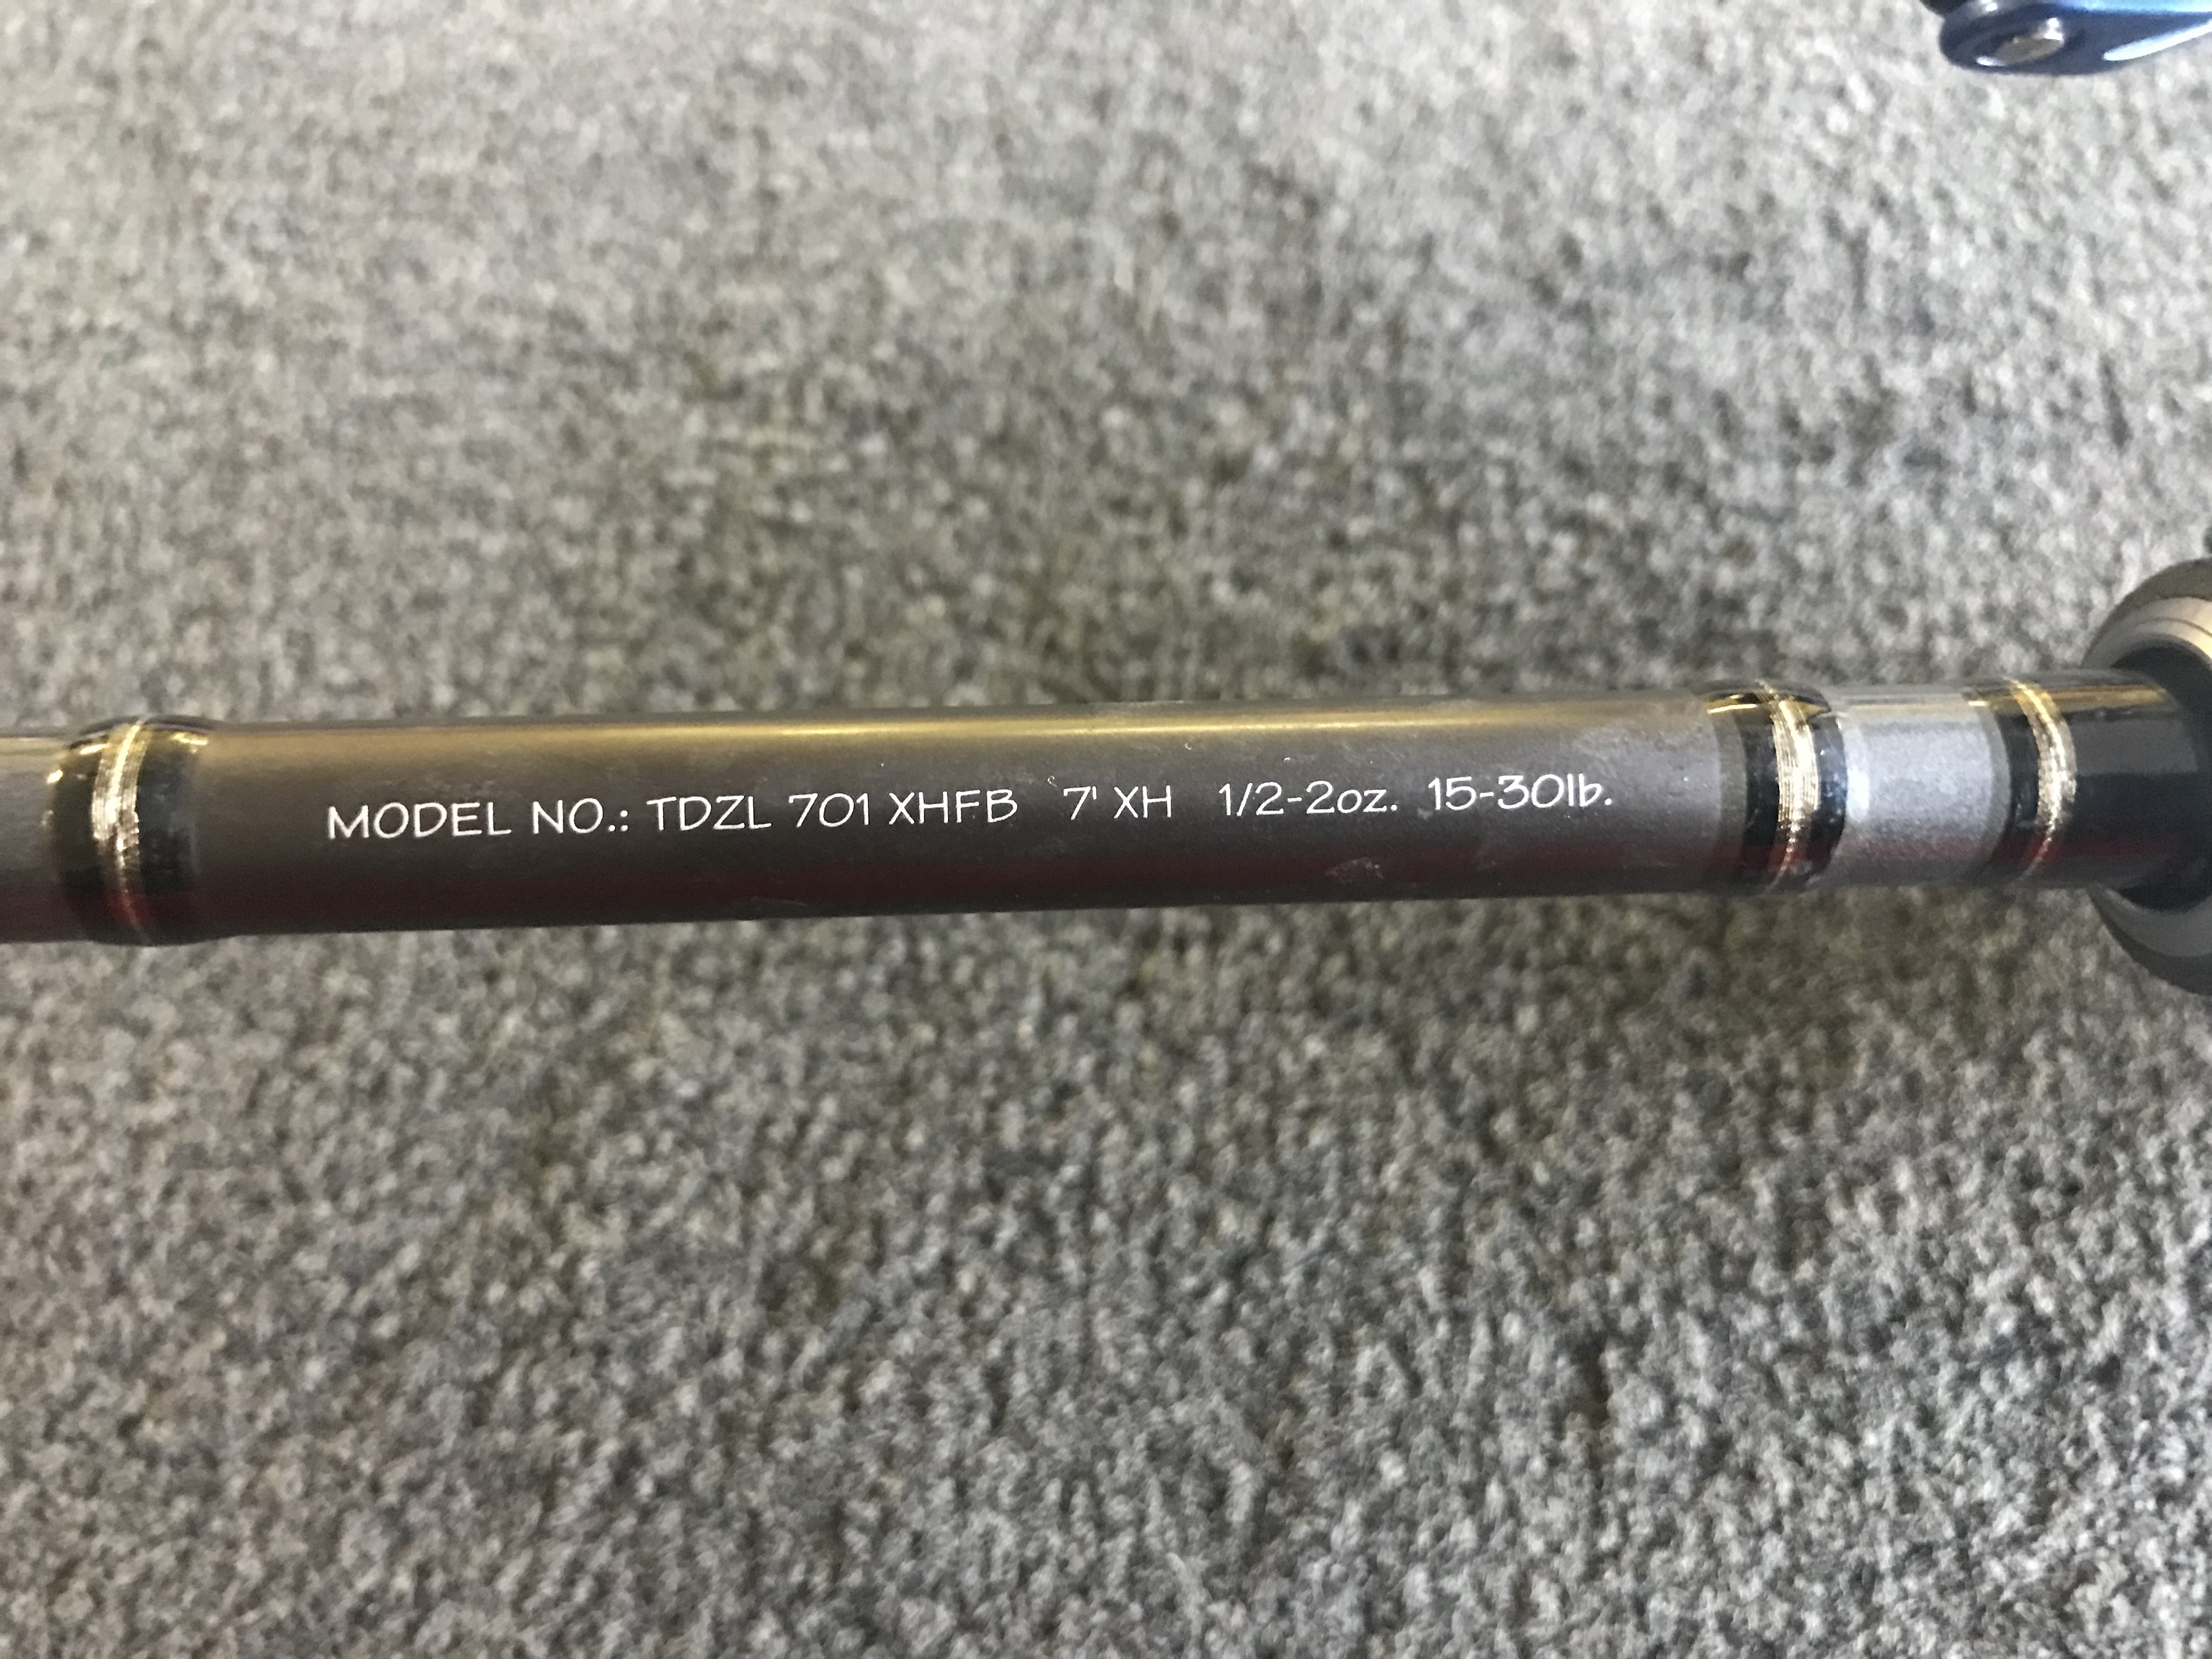 MODEL NO.: TDZL 701 XHFB 7' XH 1/2-2oz. 15-30lb.